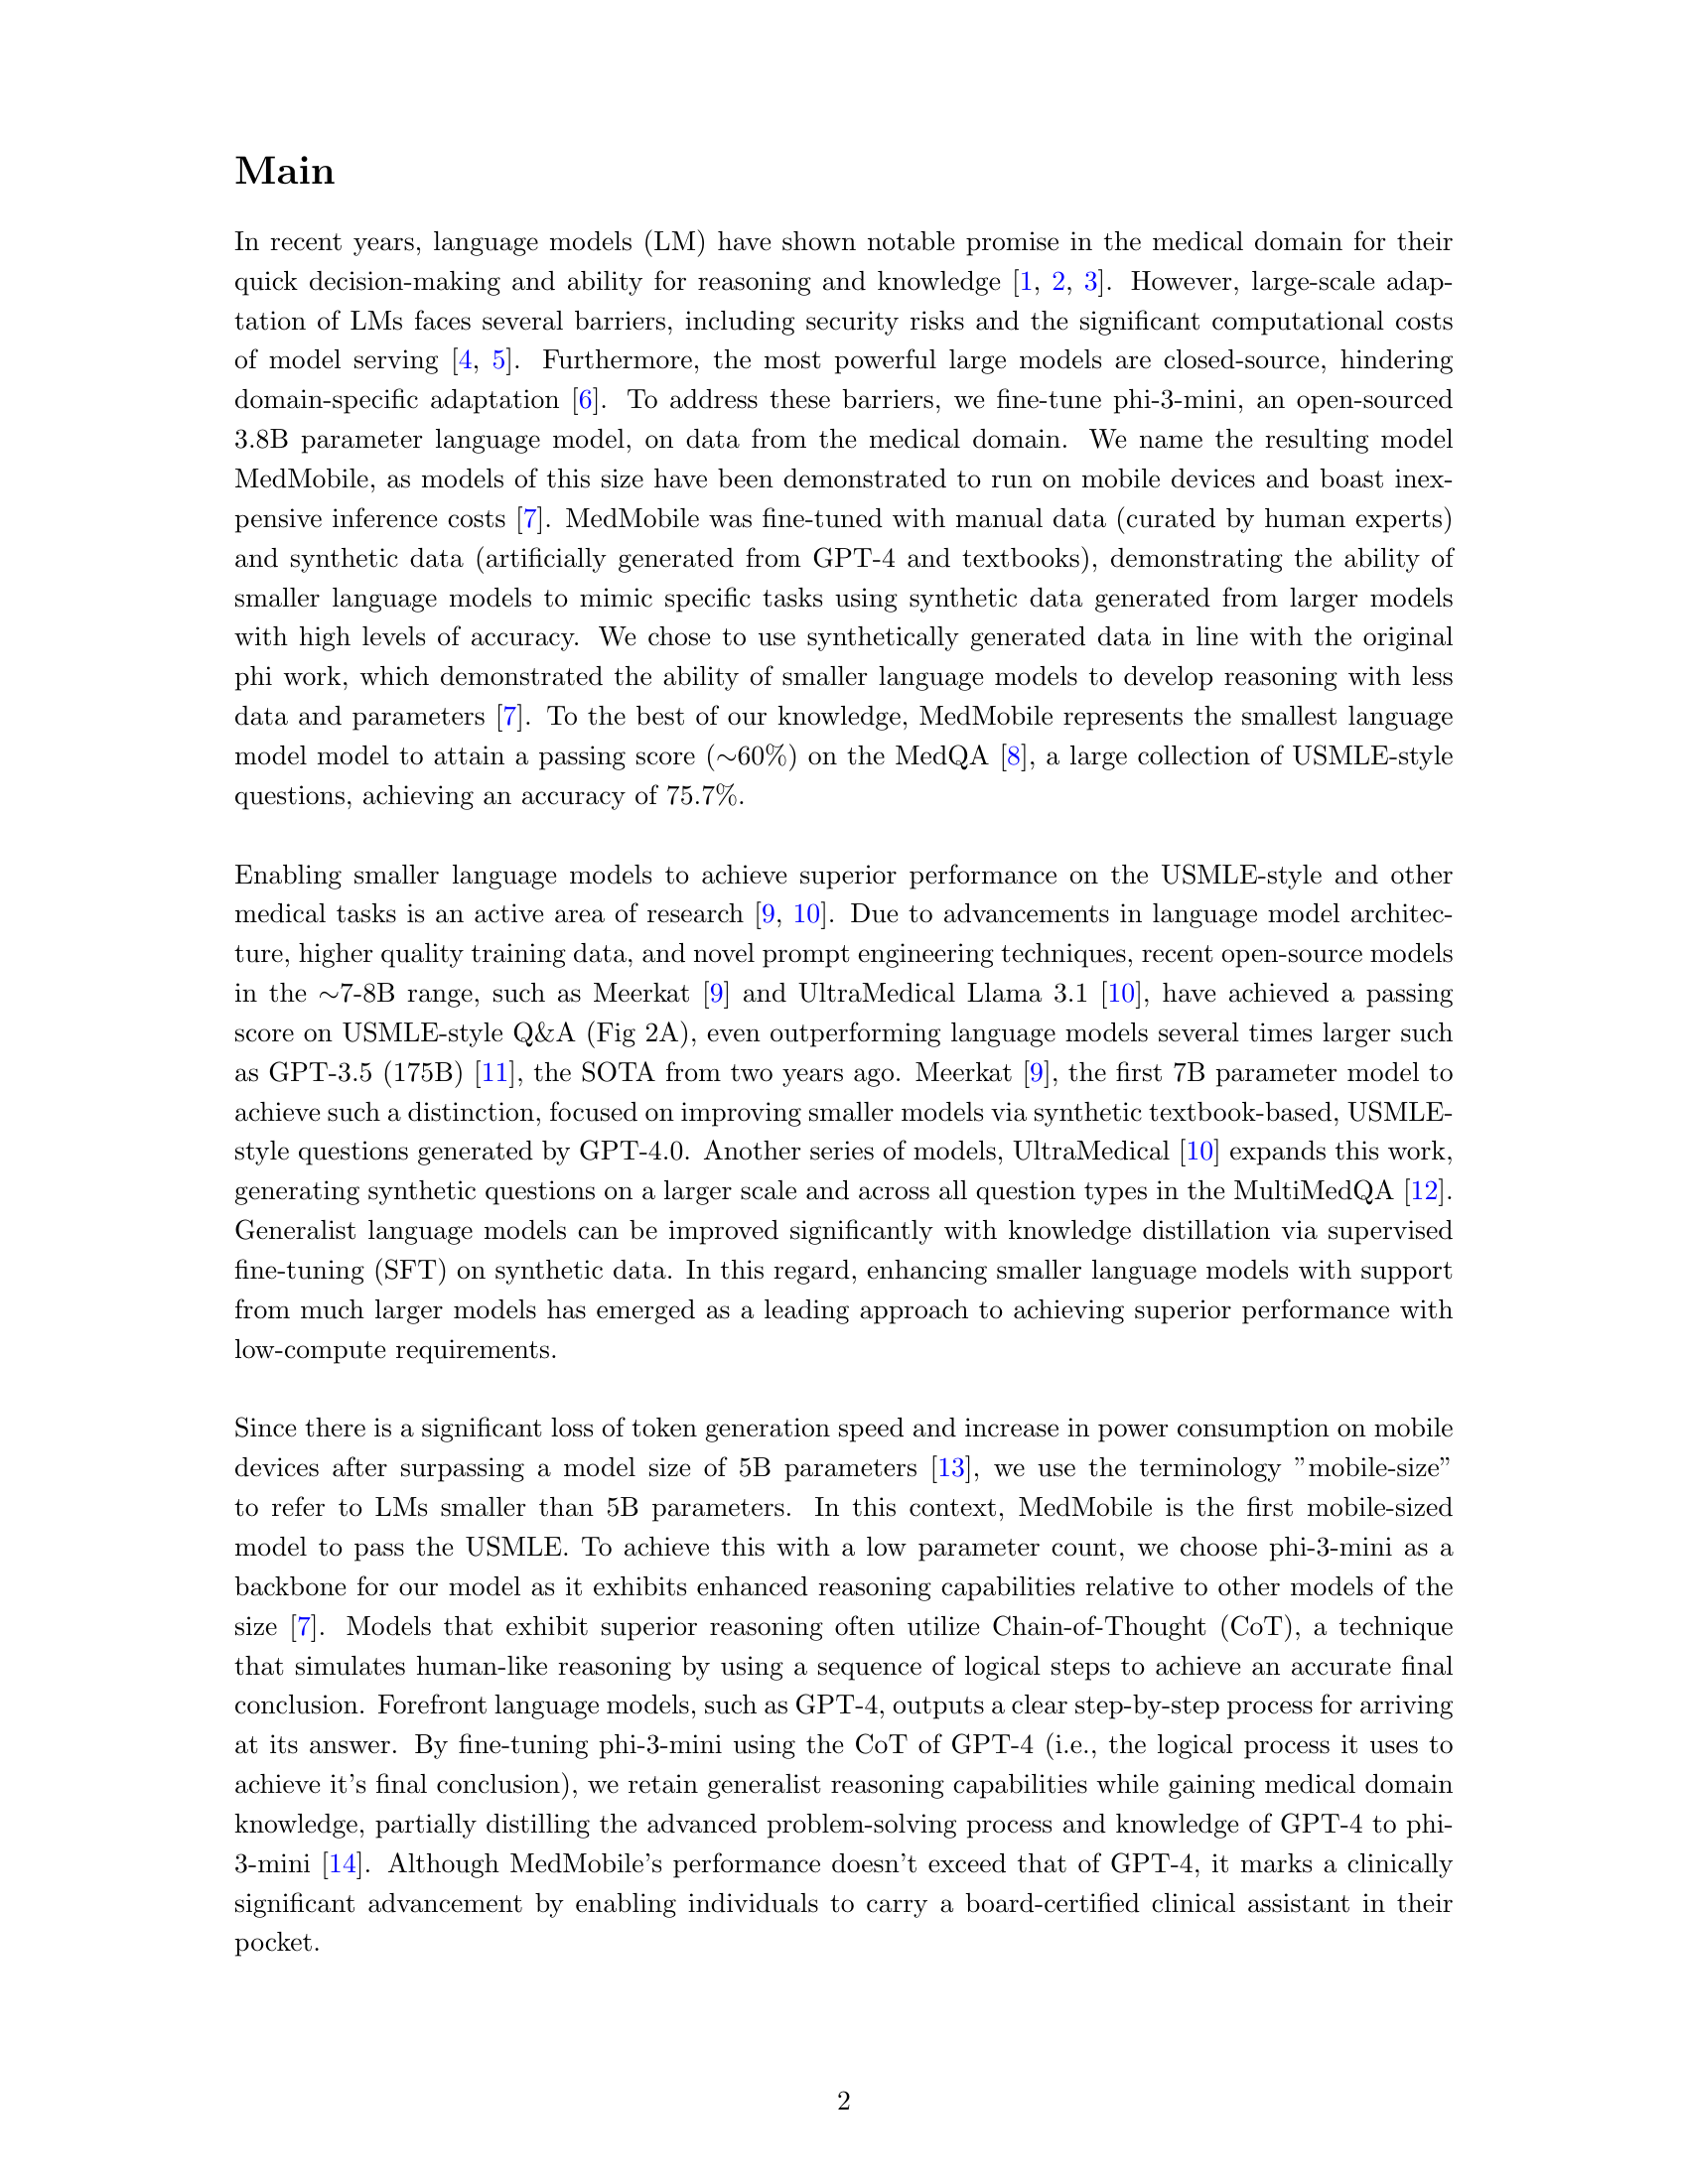 Main
In recent years, language models (LM) have shown notable promise in the medical domain for their
quick decision-making and ability for reasoning and knowledge [1, 2, 3]. However, large-scale adap-
tation of LMs faces several barriers, including security risks and the significant computational costs
of model serving [4, 5]. Furthermore, the most powerful large models are closed-source, hindering
domain-specific adaptation [6]. To address these barriers, we fine-tune phi-3-mini, an open-sourced
3.8B parameter language model, on data from the medical domain. We name the resulting model
MedMobile, as models of this size have been demonstrated to run on mobile devices and boast inex-
pensive inference costs [7]. MedMobile was fine-tuned with manual data (curated by human experts)
and synthetic data (artificially generated from GPT-4 and textbooks), demonstrating the ability of
smaller language models to mimic specific tasks using synthetic data generated from larger models
with high levels of accuracy. We chose to use synthetically generated data in line with the original
phi work, which demonstrated the ability of smaller language models to develop reasoning with less
data and parameters [7]. To the best of our knowledge, MedMobile represents the smallest language
model model to attain a passing score (~60%) on the MedQA [8], a large collection of USMLE-style
questions, achieving an accuracy of 75.7%.
Enabling smaller language models to achieve superior performance on the USMLE-style and other
medical tasks is an active area of research [9, 10]. Due to advancements in language model architec-
ture, higher quality training data, and novel prompt engineering techniques, recent open-source models
in the ~7-8B range, such as Meerkat [9] and UltraMedical Llama 3.1 [10], have achieved a passing
score on USMLE-style Q&A (Fig 2A), even outperforming language models several times larger such
as GPT-3.5 (175B) [11], the SOTA from two years ago. Meerkat [9], the first 7B parameter model to
achieve such a distinction, focused on improving smaller models via synthetic textbook-based, USMLE-
style questions generated by GPT-4.0. Another series of models, UltraMedical [10] expands this work,
generating synthetic questions on a larger scale and across all question types in the MultiMedQA [12].
Generalist language models can be improved significantly with knowledge distillation via supervised
fine-tuning (SFT) on synthetic data. In this regard, enhancing smaller language models with support
from much larger models has emerged as a leading approach to achieving superior performance with
low-compute requirements.
Since there is a significant loss of token generation speed and increase in power consumption on mobile
devices after surpassing a model size of 5B parameters [13], we use the terminology ”mobile-size”
to refer to LMs smaller than 5B parameters. In this context, MedMobile is the first mobile-sized
model to pass the USMLE. To achieve this with a low parameter count, we choose phi-3-mini as a
backbone for our model as it exhibits enhanced reasoning capabilities relative to other models of the
size [7]. Models that exhibit superior reasoning often utilize Chain-of-Thought (CoT), a technique
that simulates human-like reasoning by using a sequence of logical steps to achieve an accurate final
conclusion. Forefront language models, such as GPT-4, outputs a clear step-by-step process for arriving
at its answer. By fine-tuning phi-3-mini using the CoT of GPT-4 (i.e., the logical process it uses to
achieve it’s final conclusion), we retain generalist reasoning capabilities while gaining medical domain
knowledge, partially distilling the advanced problem-solving process and knowledge of GPT-4 to phi-
3-mini [14]. Although MedMobile’s performance doesn’t exceed that of GPT-4, it marks a clinically
significant advancement by enabling individuals to carry a board-certified clinical assistant in their
pocket.
2